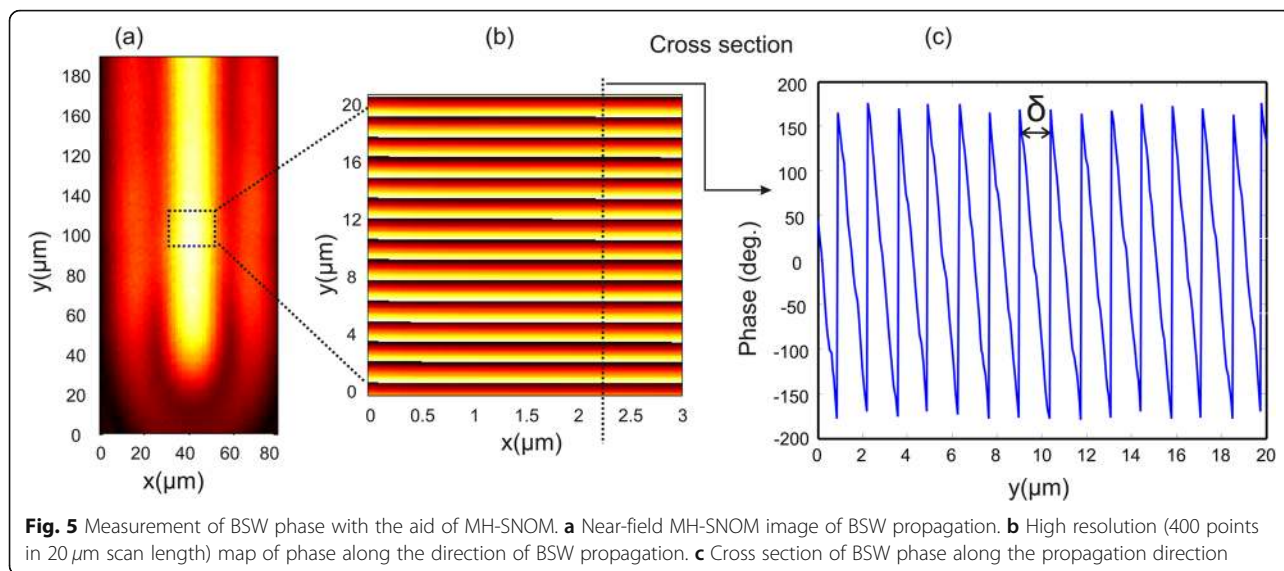 (a)
(b)
Cross section
(c)
180
160
140
120
100
80
60
40
20
0
y(μm)
0 20 40 60 80
x(μm)
20
16
12
8
4
0
y(μm)
0 0.5 1 2 2.5 3
x(μm)
200
150
100
50
0
-50
-100
-150
-200
Phase (deg.)
δ
0 2 4 6 8 10 12 14 16 18 20
y(μm)
Fig. 5 Measurement of BSW phase with the aid of MH-SNOM. a Near-field MH-SNOM image of BSW propagation. b High resolution (400 points
in 20 μm scan length) map of phase along the direction of BSW propagation. c Cross section of BSW phase along the propagation direction